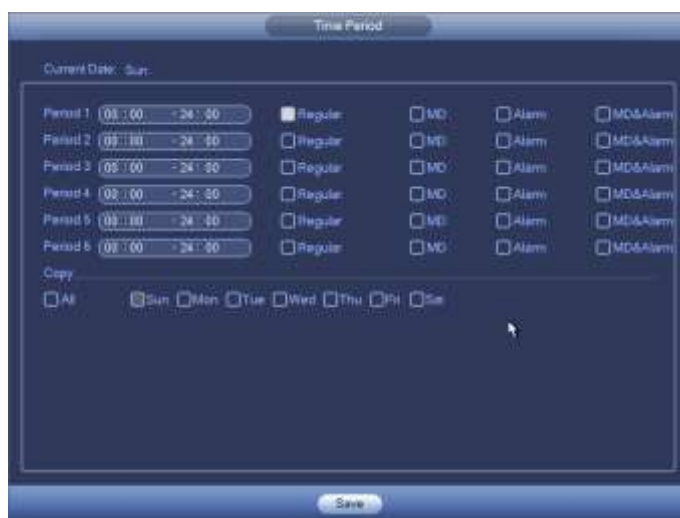 Time Period
Current Date: Sun.
Period 1 00 : 00 - 24 : 00 Regular MD Alarm MD&Alarm
Period 2 00 : 00 - 24 : 00 Regular MD Alarm MD&Alarm
Period 3 00 : 00 - 24 : 00 Regular MD Alarm MD&Alarm
Period 4 00 : 00 - 24 : 00 Regular MD Alarm MD&Alarm
Period 5 00 : 00 - 24 : 00 Regular MD Alarm MD&Alarm
Period 6 00 : 00 - 24 : 00 Regular MD Alarm MD&Alarm
Copy
All Sun Mon Tue Wed Thu Fri Sat
Save